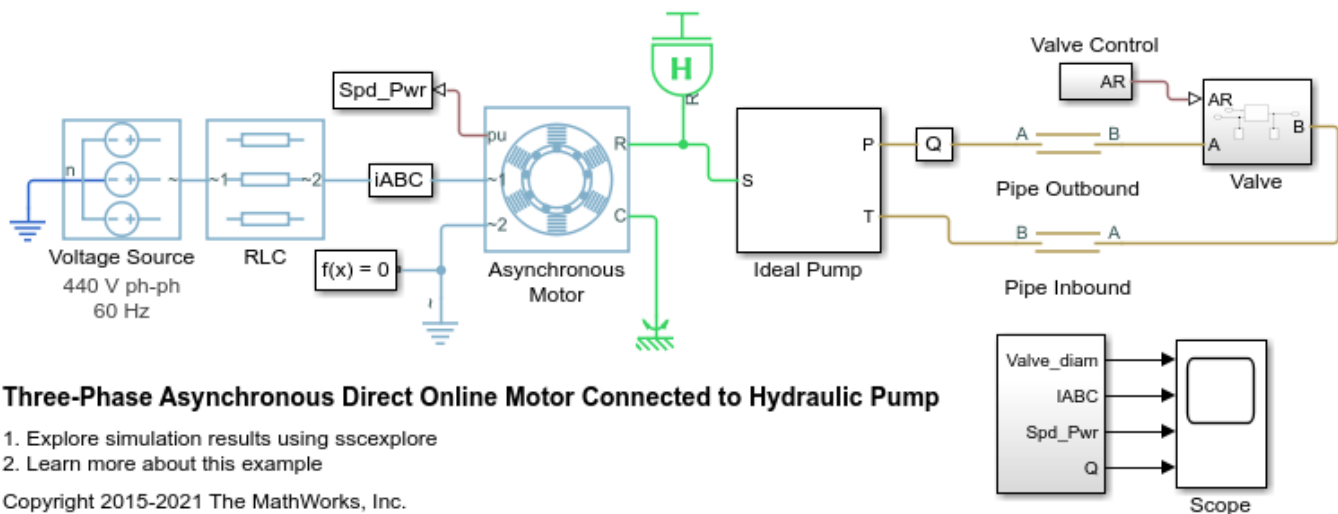 Valve Control
AR
H
R
Spd_Pwr
AR
A
B
Valve
n
~
~1
~2
iABC
pu
~1
~2
R
C
S
P
T
Q
A
B
Pipe Outbound
B
A
Pipe Inbound
Voltage Source
440 V ph-ph
60 Hz
RLC
f(x) = 0
~
Asynchronous
Motor
Ideal Pump
Valve_diam
IABC
Spd_Pwr
Q
Scope
Three-Phase Asynchronous Direct Online Motor Connected to Hydraulic Pump
1. Explore simulation results using sscexplore
2. Learn more about this example
Copyright 2015-2021 The MathWorks, Inc.